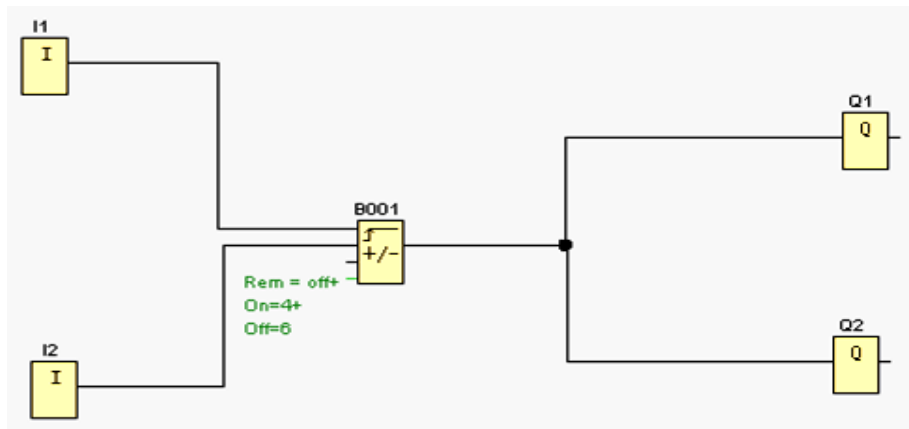 I1
I
Q1
Q
B001
+/-
Rem = off+
On=4+
Off=6
I2
I
Q2
Q